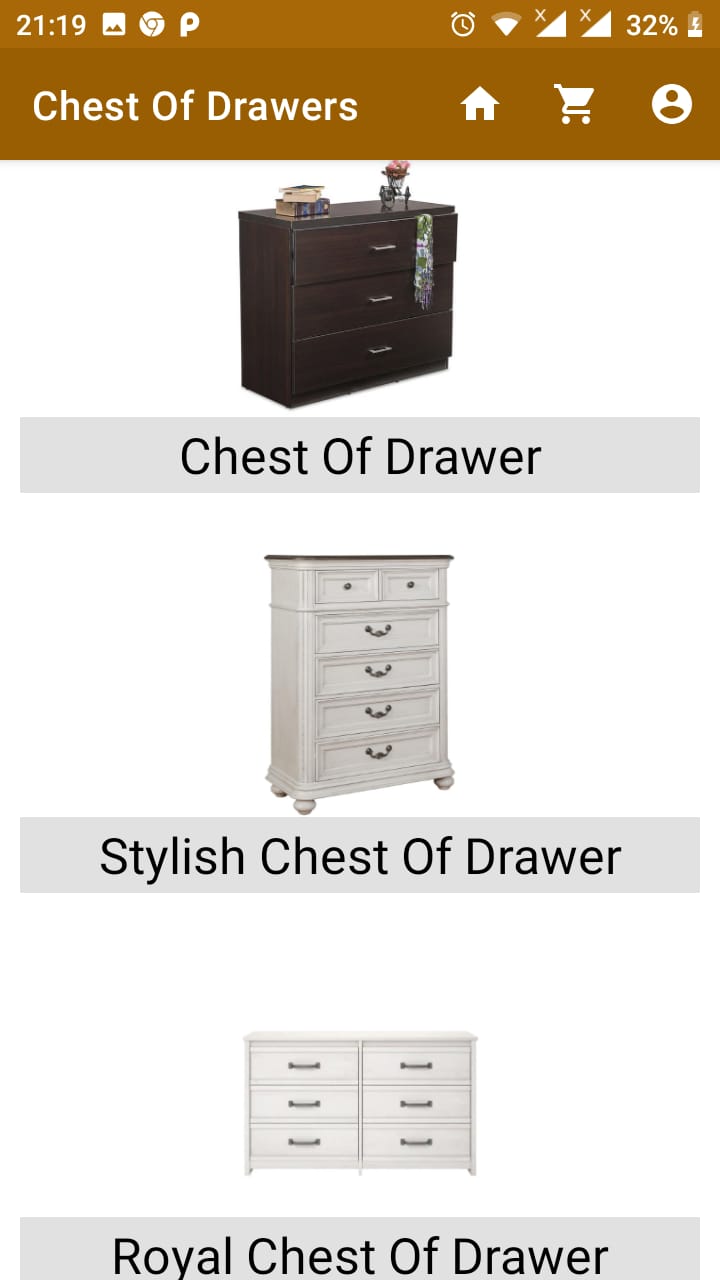 21:19
32%
Chest Of Drawers
Chest Of Drawer
Stylish Chest Of Drawer
Royal Chest Of Drawer